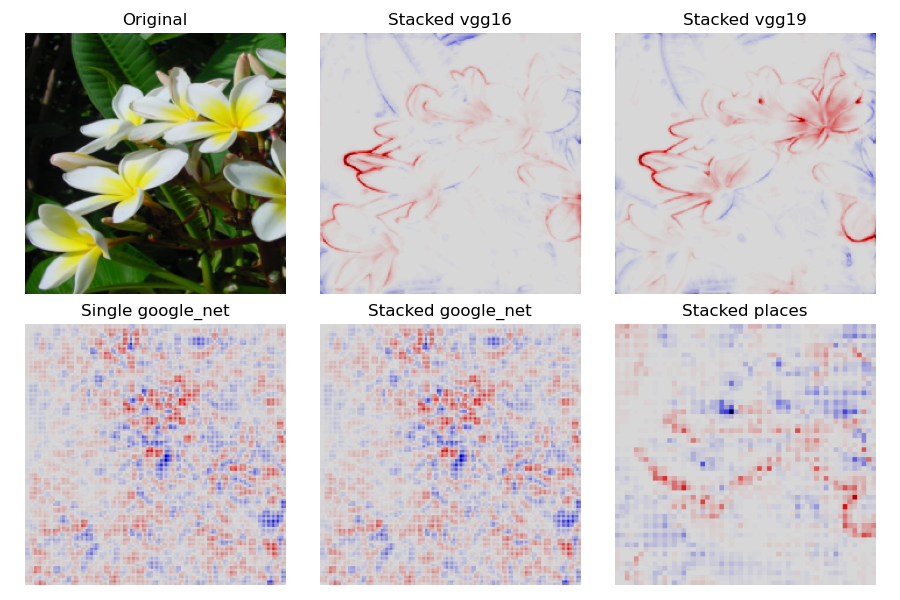 Original
Stacked vgg16
Stacked vgg19
Single google_net
Stacked google_net
Stacked places